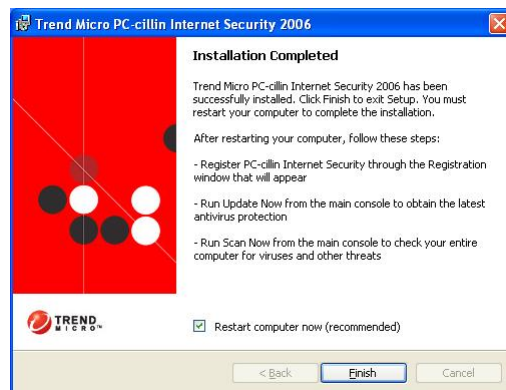 Trend Micro PC-cillin Internet Security 2006
Installation Completed
Trend Micro PC-cillin Internet Security 2006 has been
successfully installed. Click Finish to exit Setup. You must
restart your computer to complete the installation.
After restarting your computer, follow these steps:
- Register PC-cillin Internet Security through the Registration
window that will appear
- Run Update Now from the main console to obtain the latest
antivirus protection
- Run Scan Now from the main console to check your entire
computer for viruses and other threats
TREND
MICRO™
Restart computer now (recommended)
< Back
Finish
Cancel